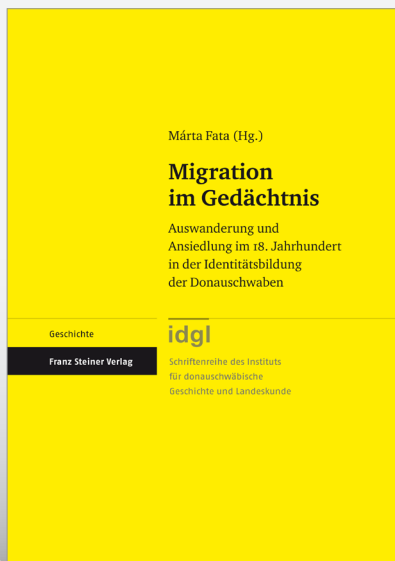 Márta Fata (Hg.)
Migration
im Gedächtnis
Auswanderung und
Ansiedlung im 18. Jahrhundert
in der Identitätsbildung
der Donauschwaben
Geschichte
idgl
Franz Steiner Verlag
Schriftenreihe des Instituts
für donauschwäbische
Geschichte und Landeskunde